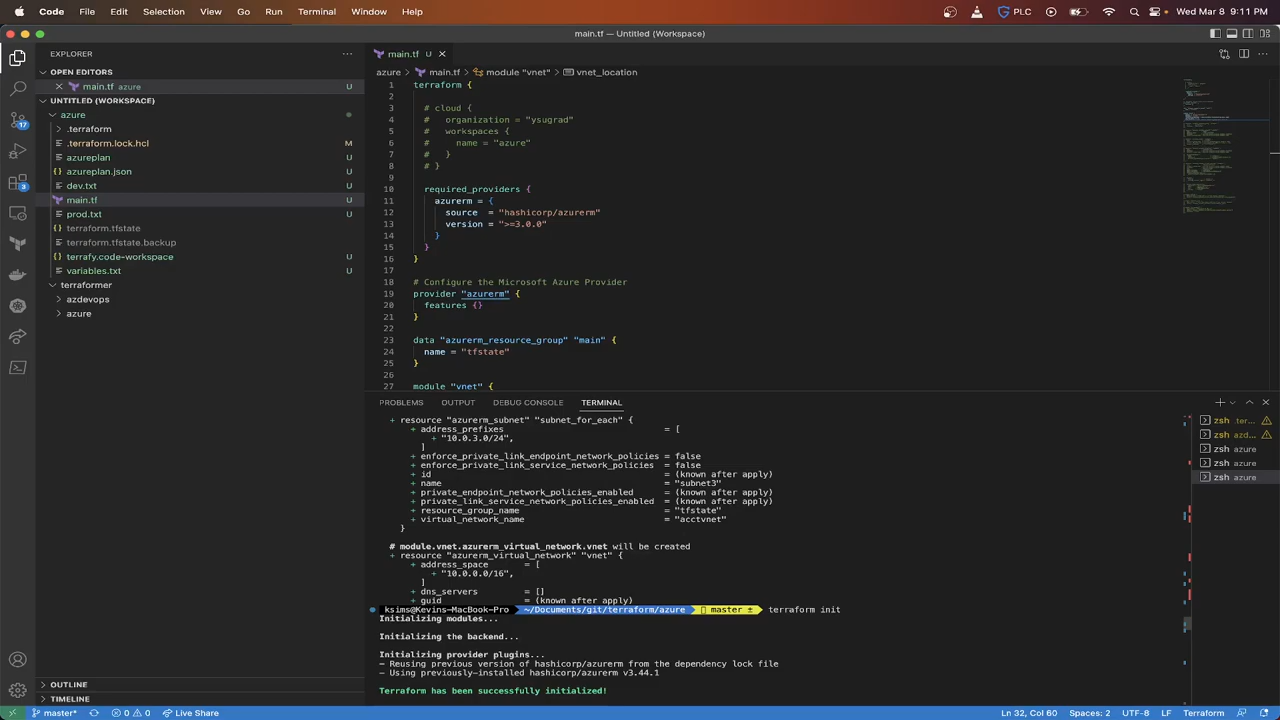 Code File Edit Selection View Go Run Terminal Window Help PLC Wed Mar 8 9:11 PM
main.tf — Untitled (Workspace)
EXPLORER
OPEN EDITORS
main.tf azure U
UNTITLED (WORKSPACE)
azure
.terraform
.terraform.lock.hcl M
azureplan U
azureplan.json U
dev.txt U
main.tf U
prod.txt U
terraform.tfstate
terraform.tfstate.backup
terrafy.code-workspace U
variables.txt U
terraformer
azdevops
azure
OUTLINE
TIMELINE
17
3
main.tf U
azure > main.tf > module "vnet" > vnet_location
1 terraform {
2
3 # cloud {
4 # organization = "ysugrad"
5 # workspaces {
6 # name = "azure"
7 # }
8 # }
9
10 required_providers {
11 azurerm = {
12 source = "hashicorp/azurerm"
13 version = ">=3.0.0"
14 }
15 }
16 }
17
18 # Configure the Microsoft Azure Provider
19 provider "azurerm" {
20 features {}
21 }
22
23 data "azurerm_resource_group" "main" {
24 name = "tfstate"
25 }
26
27 module "vnet" {
PROBLEMS OUTPUT DEBUG CONSOLE TERMINAL
+ resource "azurerm_subnet" "subnet_for_each" {
+ address_prefixes = [
+ "10.0.3.0/24",
]
+ enforce_private_link_endpoint_network_policies = false
+ enforce_private_link_service_network_policies = false
+ id = (known after apply)
+ name = "subnet3"
+ private_endpoint_network_policies_enabled = (known after apply)
+ private_link_service_network_policies_enabled = (known after apply)
+ resource_group_name = "tfstate"
+ virtual_network_name = "acctvnet"
}
# module.vnet.azurerm_virtual_network.vnet will be created
+ resource "azurerm_virtual_network" "vnet" {
+ address_space = [
+ "10.0.0.0/16",
]
+ dns_servers = []
+ guid = (known after apply)
ksims@Kevins-MacBook-Pro ~/Documents/git/terraform/azure master ± terraform init
Initializing modules...
Initializing the backend...
Initializing provider plugins...
- Reusing previous version of hashicorp/azurerm from the dependency lock file
- Using previously-installed hashicorp/azurerm v3.44.1
Terraform has been successfully initialized!
zsh .te...
zsh azd...
zsh azure
zsh azure
master* 0 0 Live Share Ln 32, Col 60 Spaces: 2 UTF-8 LF Terraform